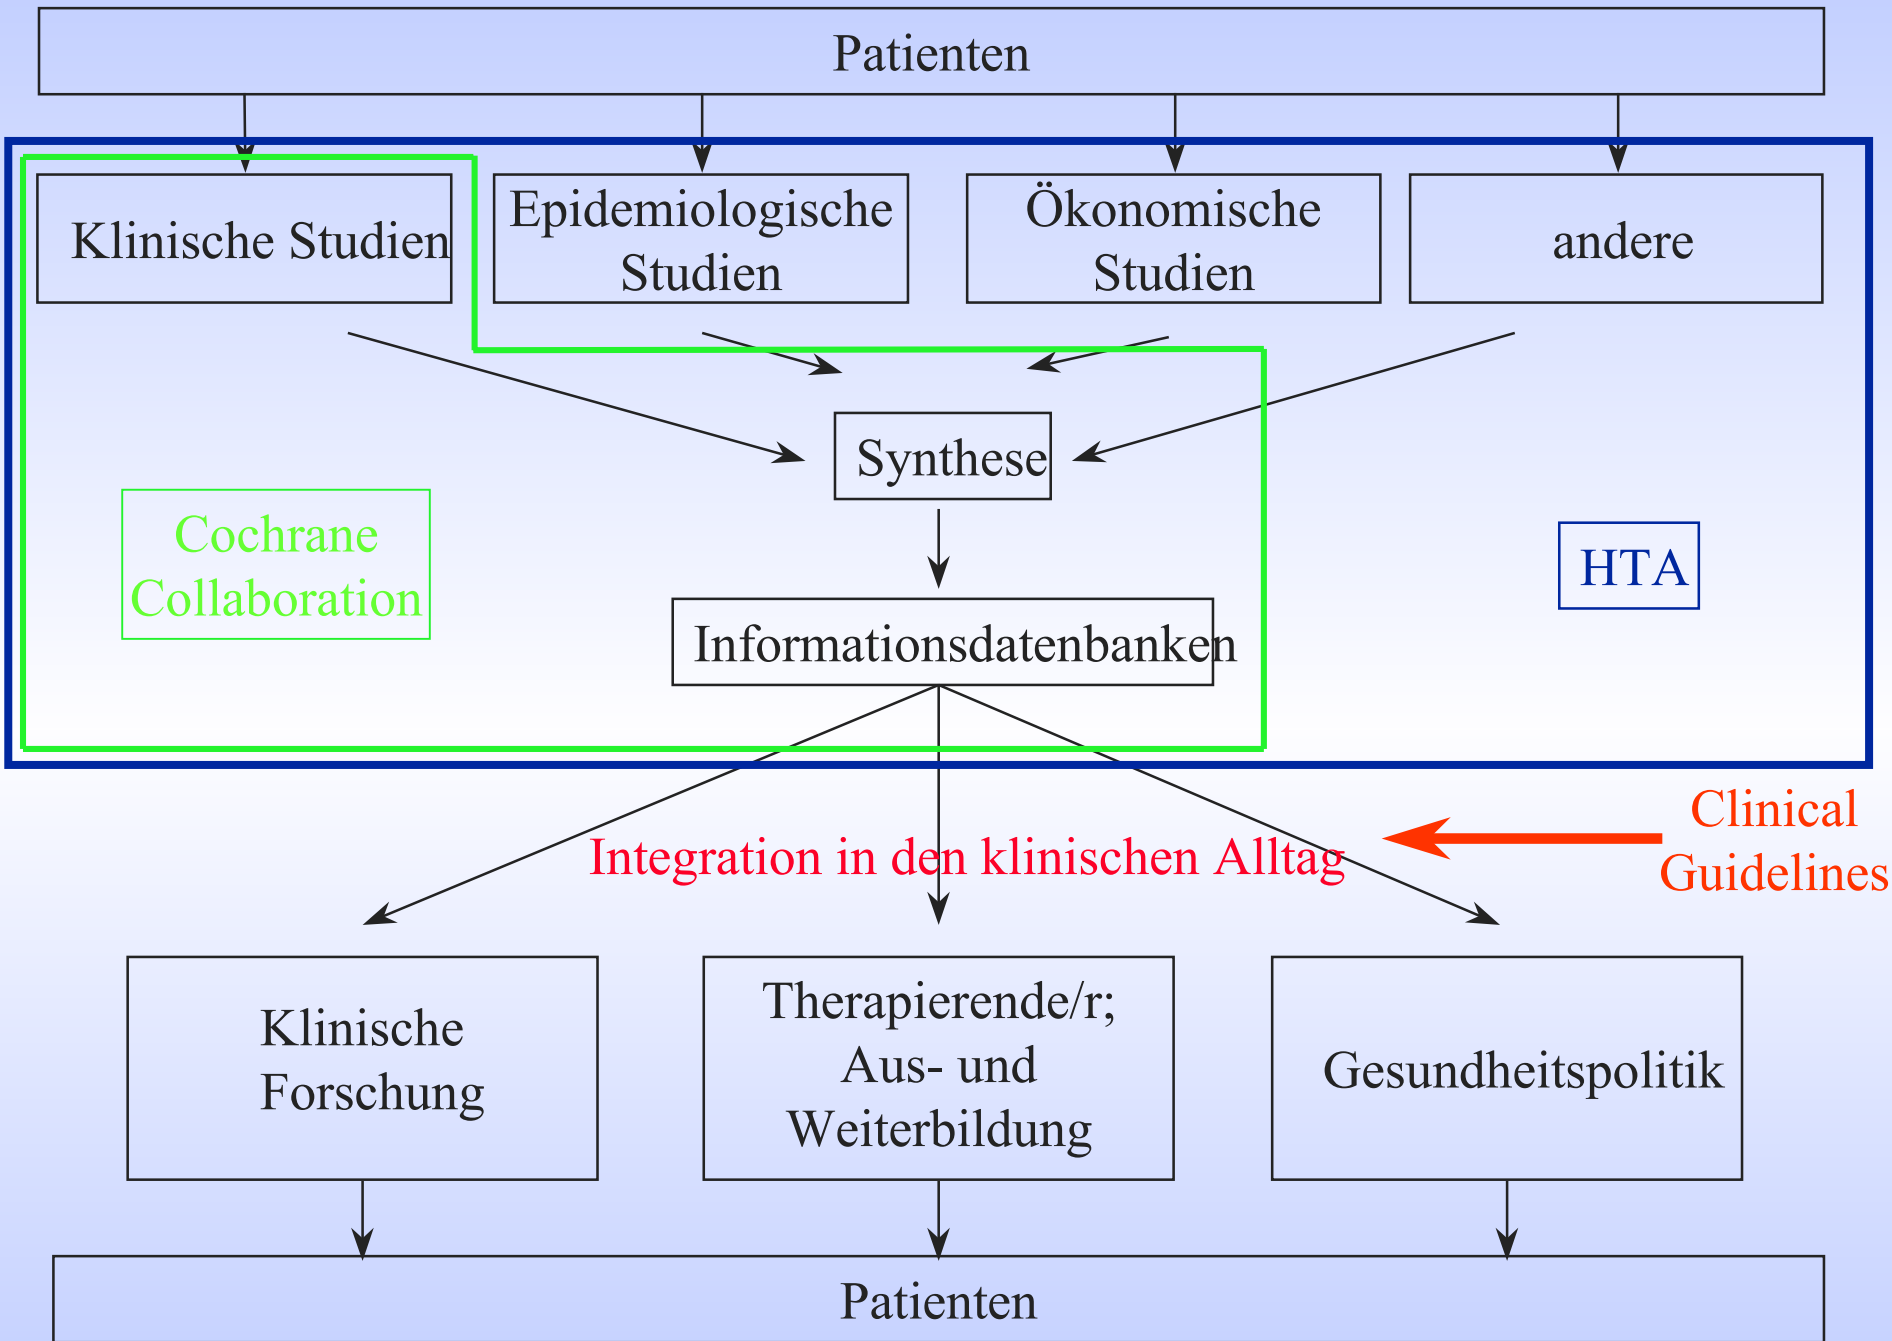 Patienten
Klinische Studien
Epidemiologische
Studien
Ökonomische
Studien
andere
Synthese
Cochrane
Collaboration
HTA
Informationsdatenbanken
Clinical
Guidelines
Integration in den klinischen Alltag
Klinische
Forschung
Therapierende/r;
Aus- und
Weiterbildung
Gesundheitspolitik
Patienten